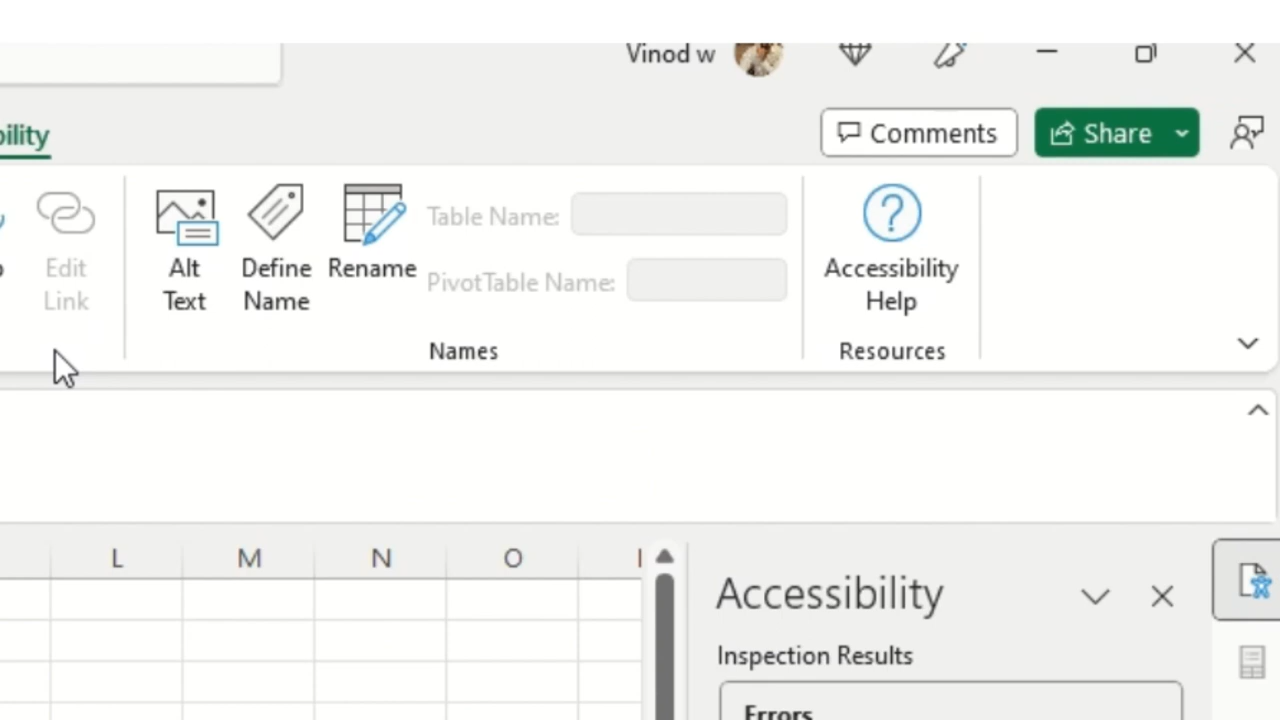 Vinod w
bility
Comments
Share
Edit
Link
Alt
Text
Define
Name
Rename
Table Name:
PivotTable Name:
Names
Accessibility
Help
Resources
L M N O
Accessibility
Inspection Results
Errors